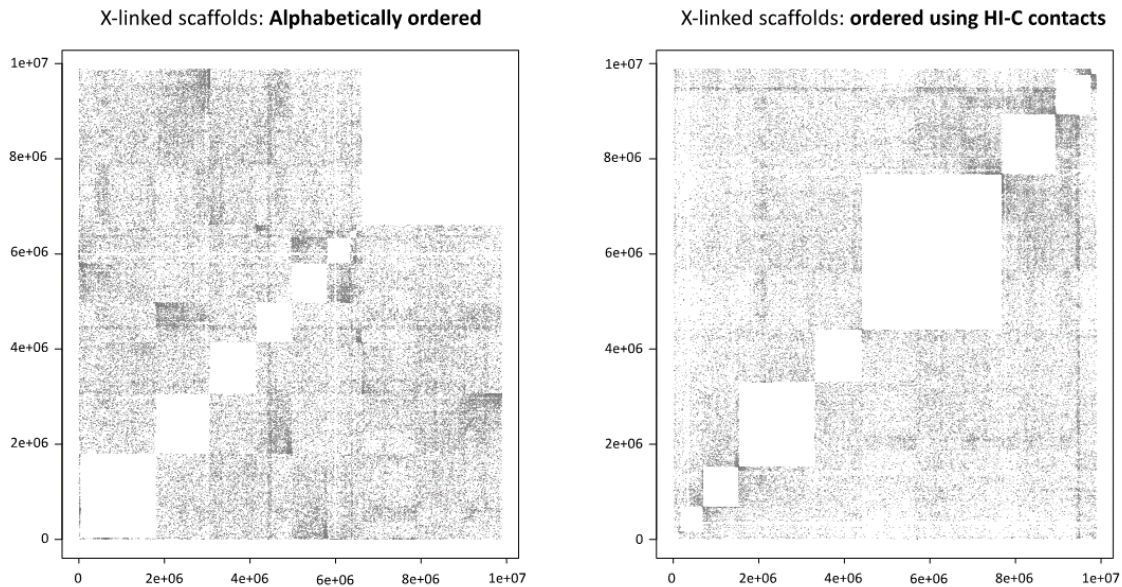 X-linked scaffolds: Alphabetically ordered
1e+07
8e+06
6e+06
4e+06
2e+06
0
0 2e+06 4e+06 6e+06 8e+06 1e+07
X-linked scaffolds: ordered using HI-C contacts
1e+07
8e+06
6e+06
4e+06
2e+06
0
0 2e+06 4e+06 6e+06 8e+06 1e+07